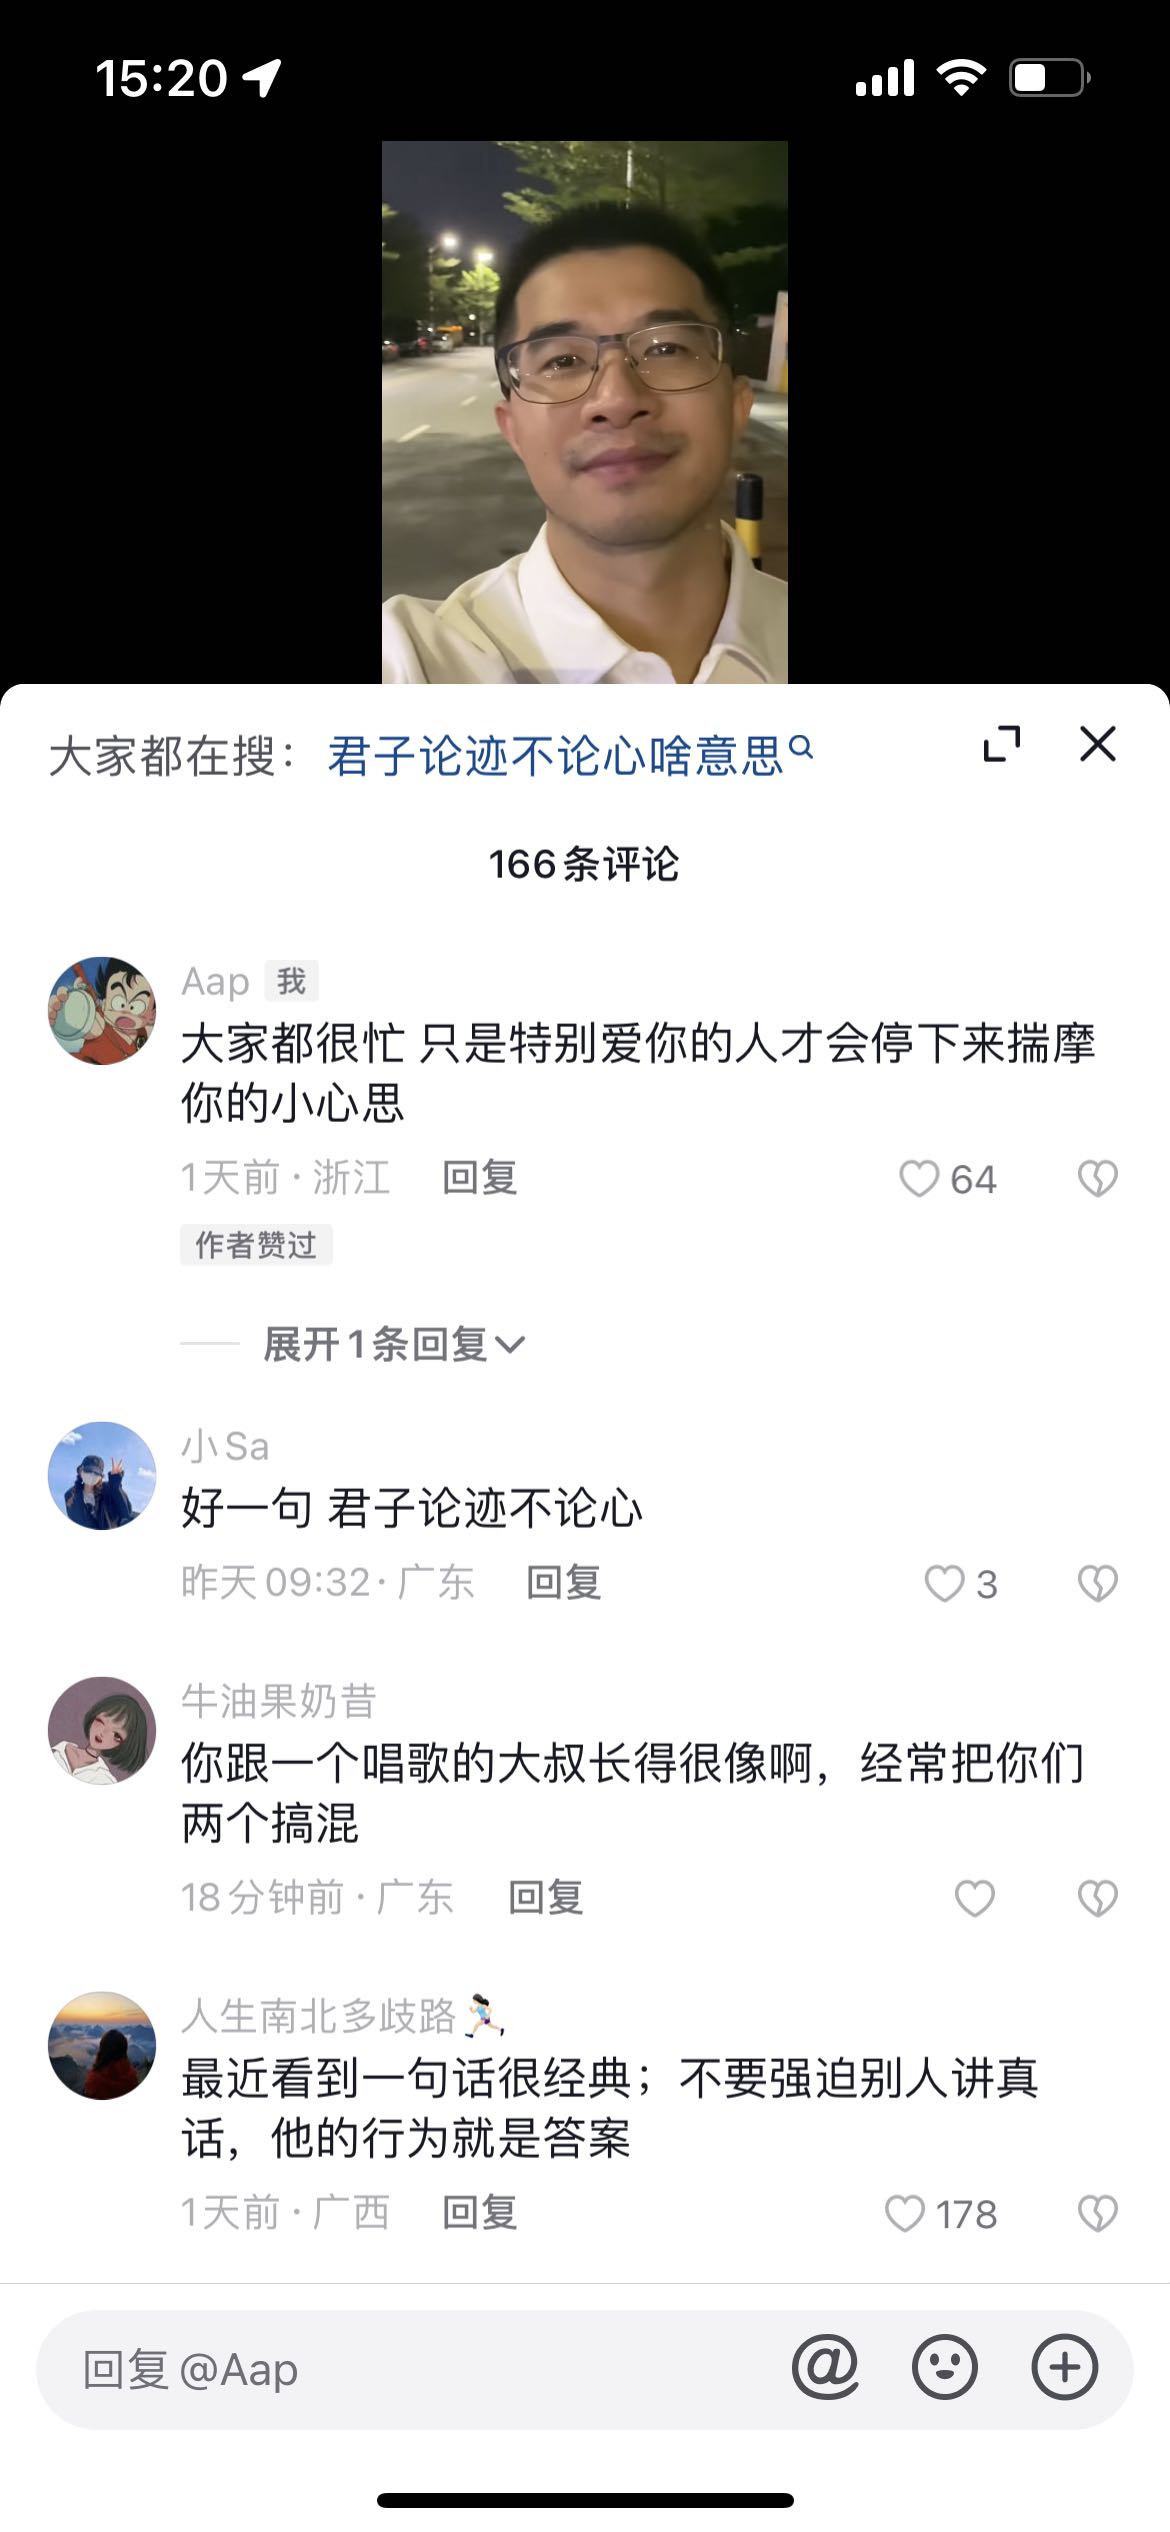 15:20
大家都在搜：君子论迹不论心啥意思
166条评论
Aap 我
大家都很忙 只是特别爱你的人才会停下来揣摩
你的小心思
1天前 · 浙江 回复 64
作者赞过
展开1条回复
小Sa
好一句 君子论迹不论心
昨天09:32 · 广东 回复 3
牛油果奶昔
你跟一个唱歌的大叔长得很像啊，经常把你们
两个搞混
18分钟前 · 广东 回复
人生南北多歧路🏃🏻‍♀️
最近看到一句话很经典；不要强迫别人讲真
话，他的行为就是答案
1天前 · 广西 回复 178
回复 @Aap